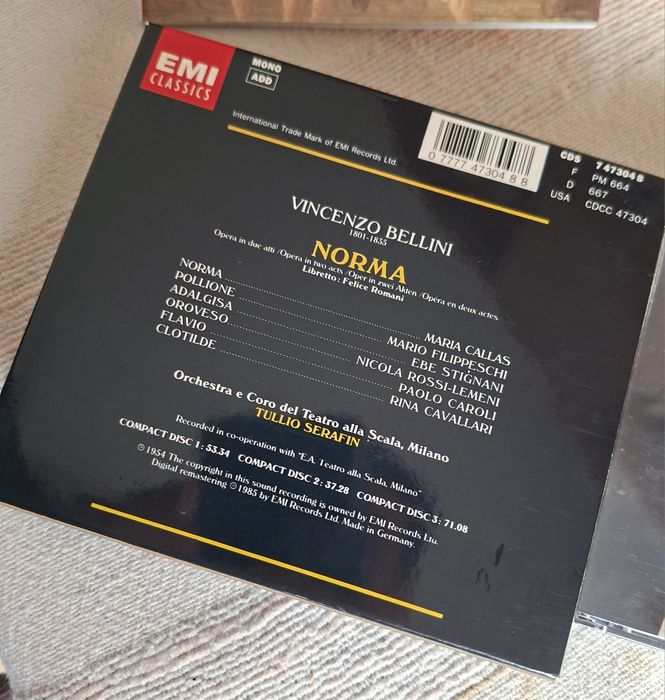 EMI
CLASSICS
MONO
ADD
International Trade Mark of EMI Records Ltd.
0 7777 47304 8 8
CDS 7 47304 8
F PM 664
D 667
USA CDCC 47304
VINCENZO BELLINI
1801-1835
NORMA
Opera in due atti /Opera in two acts /Oper in zwei Akten /Opéra en deux actes.
Libretto: Felice Romani
NORMA MARIA CALLAS
POLLIONE MARIO FILIPPESCHI
ADALGISA EBE STIGNANI
OROVESO NICOLA ROSSI-LEMENI
FLAVIO PAOLO CAROLI
CLOTILDE RINA CAVALLARI
Orchestra e Coro del Teatro alla Scala, Milano
TULLIO SERAFIN
Recorded in co-operation with "E.A. Teatro alla Scala, Milano"
COMPACT DISC 1: 53.34 COMPACT DISC 2: 37.28 COMPACT DISC 3: 71.08
℗ 1954 The copyright in this sound recording is owned by EMI Records Ltd.
Digital remastering ℗ 1985 by EMI Records Ltd. Made in Germany.